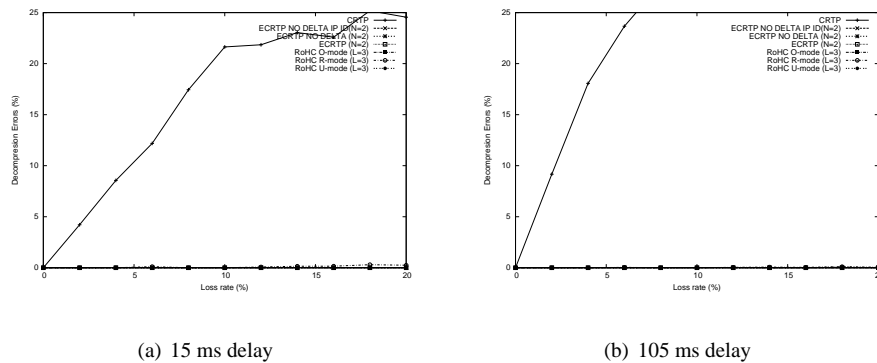 25
20
15
10
5
0
0
5
10
15
20
Decompresion Errors (%)
Loss rate (%)
CRTP
ECRTP NO DELTA IP ID(N=2)
ECRTP NO DELTA (N=2)
ECRTP (N=2)
RoHC O-mode (L=3)
RoHC R-mode (L=3)
RoHC U-mode (L=3)
(a) 15 ms delay
25
20
15
10
5
0
0
5
10
15
20
Decompresion Errors (%)
Loss rate (%)
CRTP
ECRTP NO DELTA IP ID(N=2)
ECRTP NO DELTA (N=2)
ECRTP (N=2)
RoHC O-mode (L=3)
RoHC R-mode (L=3)
RoHC U-mode (L=3)
(b) 105 ms delay